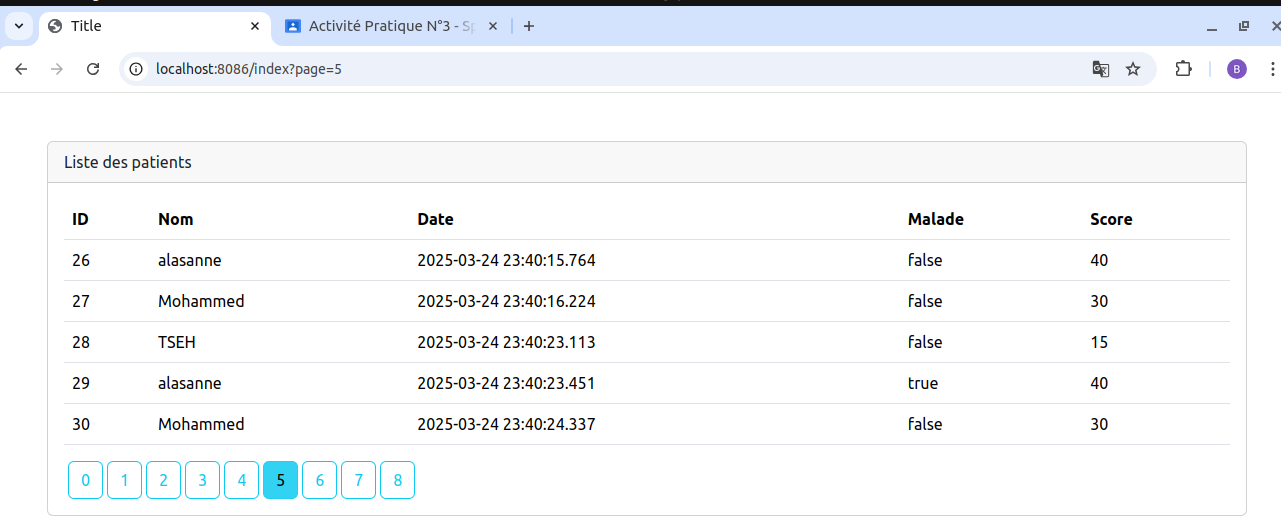 Title
Activité Pratique N°3 - Sp
localhost:8086/index?page=5
B
Liste des patients
ID Nom Date Malade Score
26 alasanne 2025-03-24 23:40:15.764 false 40
27 Mohammed 2025-03-24 23:40:16.224 false 30
28 TSEH 2025-03-24 23:40:23.113 false 15
29 alasanne 2025-03-24 23:40:23.451 true 40
30 Mohammed 2025-03-24 23:40:24.337 false 30
0 1 2 3 4 5 6 7 8